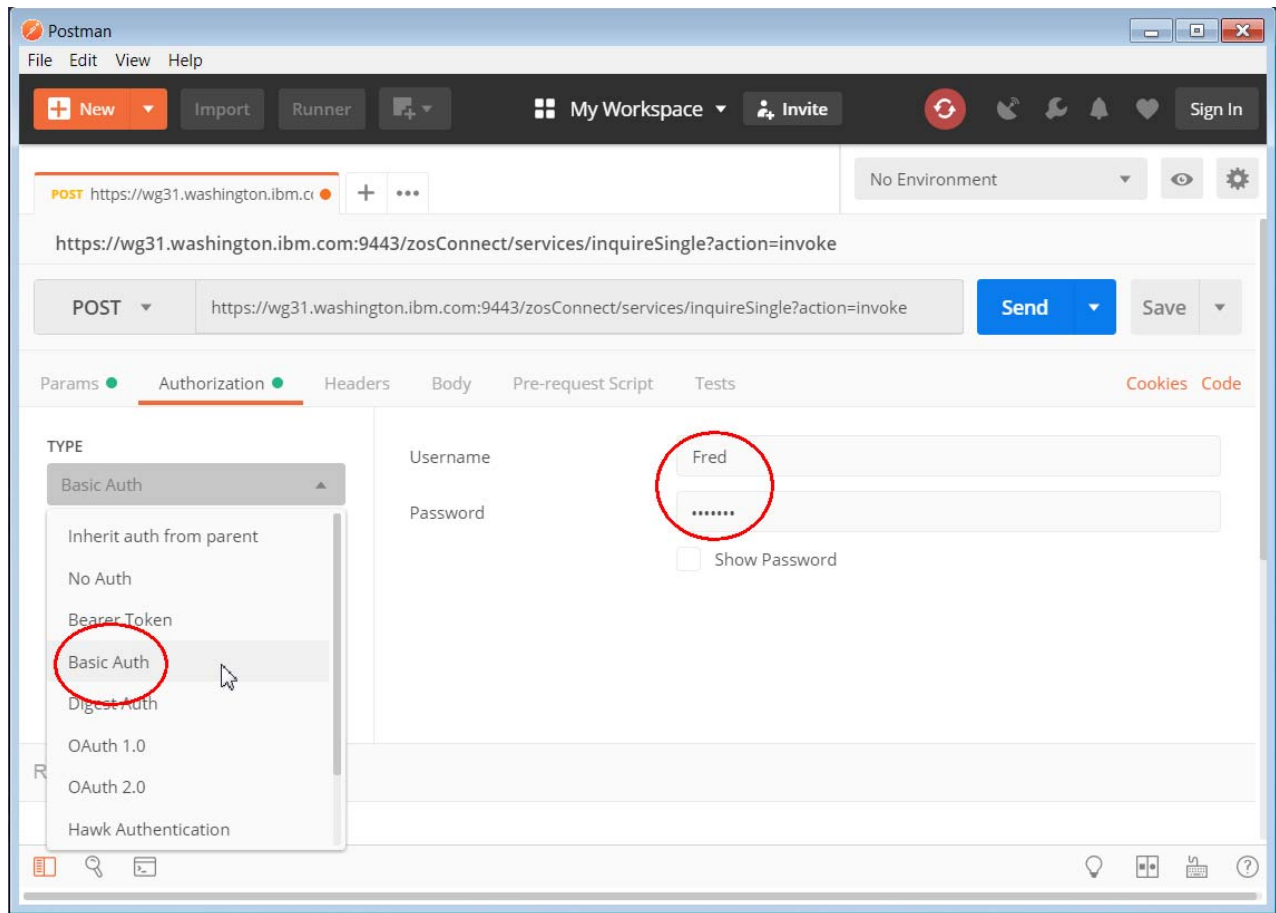 Postman
File Edit View Help
New Import Runner My Workspace Invite Sign In
POST https://wg31.washington.ibm.c No Environment
https://wg31.washington.ibm.com:9443/zosConnect/services/inquireSingle?action=invoke
POST https://wg31.washington.ibm.com:9443/zosConnect/services/inquireSingle?action=invoke Send Save
Params Authorization Headers Body Pre-request Script Tests Cookies Code
TYPE
Basic Auth
Username Fred
Password •••••••
Show Password
Inherit auth from parent
No Auth
Bearer Token
Basic Auth
Digest Auth
OAuth 1.0
OAuth 2.0
Hawk Authentication